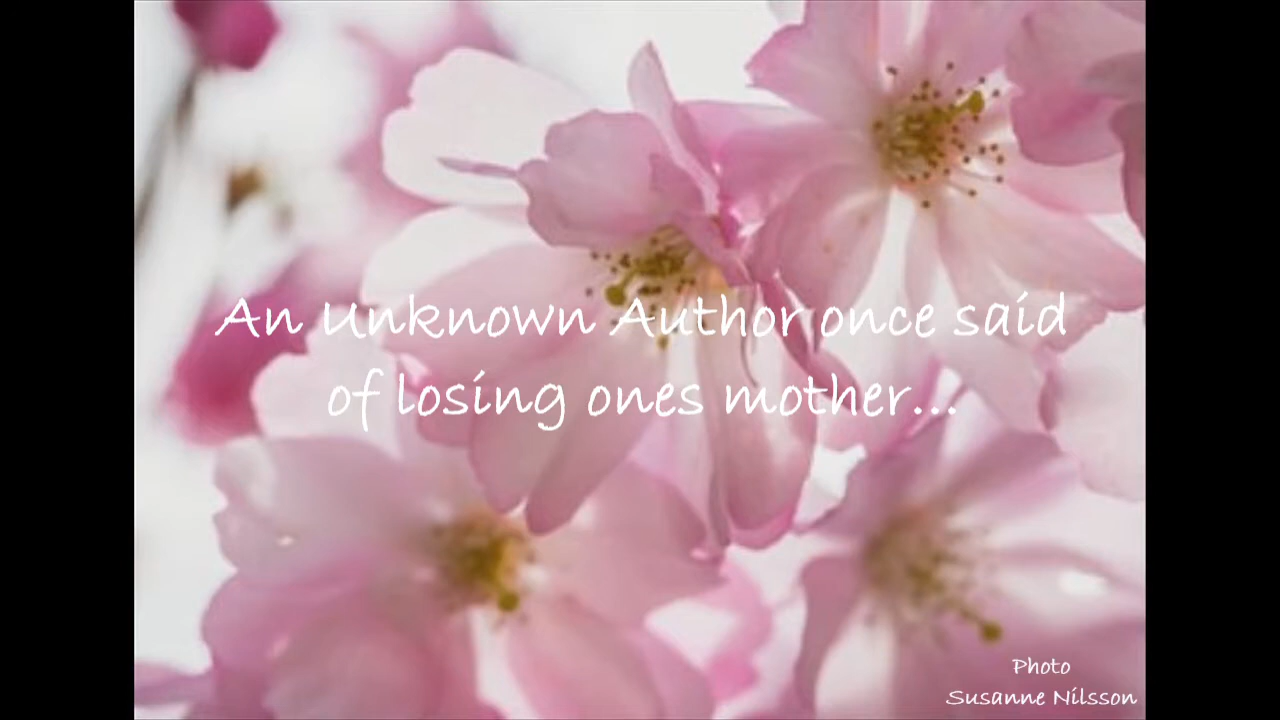 An Unknown Author once said
of losing ones mother...
Photo
Susanne Nilsson